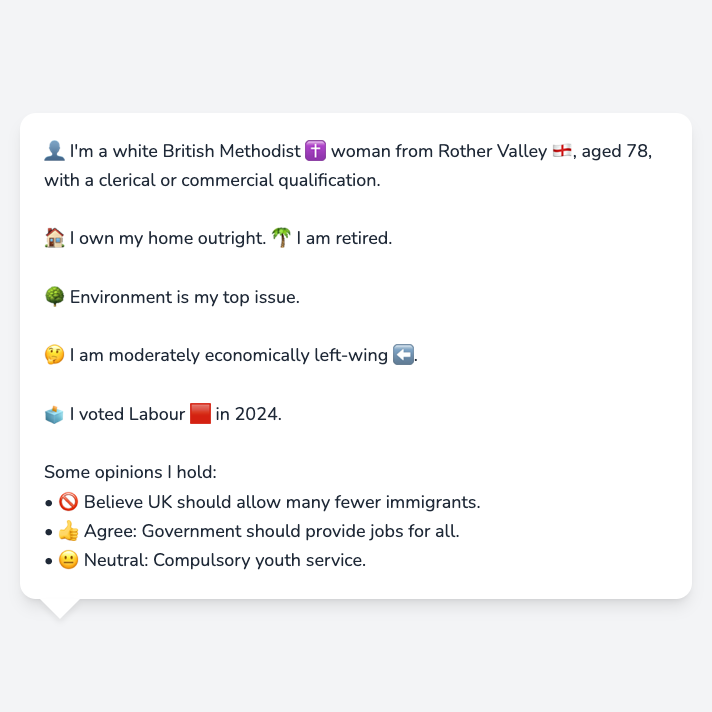 👤 I'm a white British Methodist ✝️ woman from Rother Valley 🏴󠁧󠁢󠁥󠁮󠁧󠁿, aged 78,
with a clerical or commercial qualification.
🏠 I own my home outright. 🌴 I am retired.
🌳 Environment is my top issue.
🤔 I am moderately economically left-wing ⬅️.
🗳️ I voted Labour 🟥 in 2024.
Some opinions I hold:
• 🚫 Believe UK should allow many fewer immigrants.
• 👍 Agree: Government should provide jobs for all.
• 😐 Neutral: Compulsory youth service.